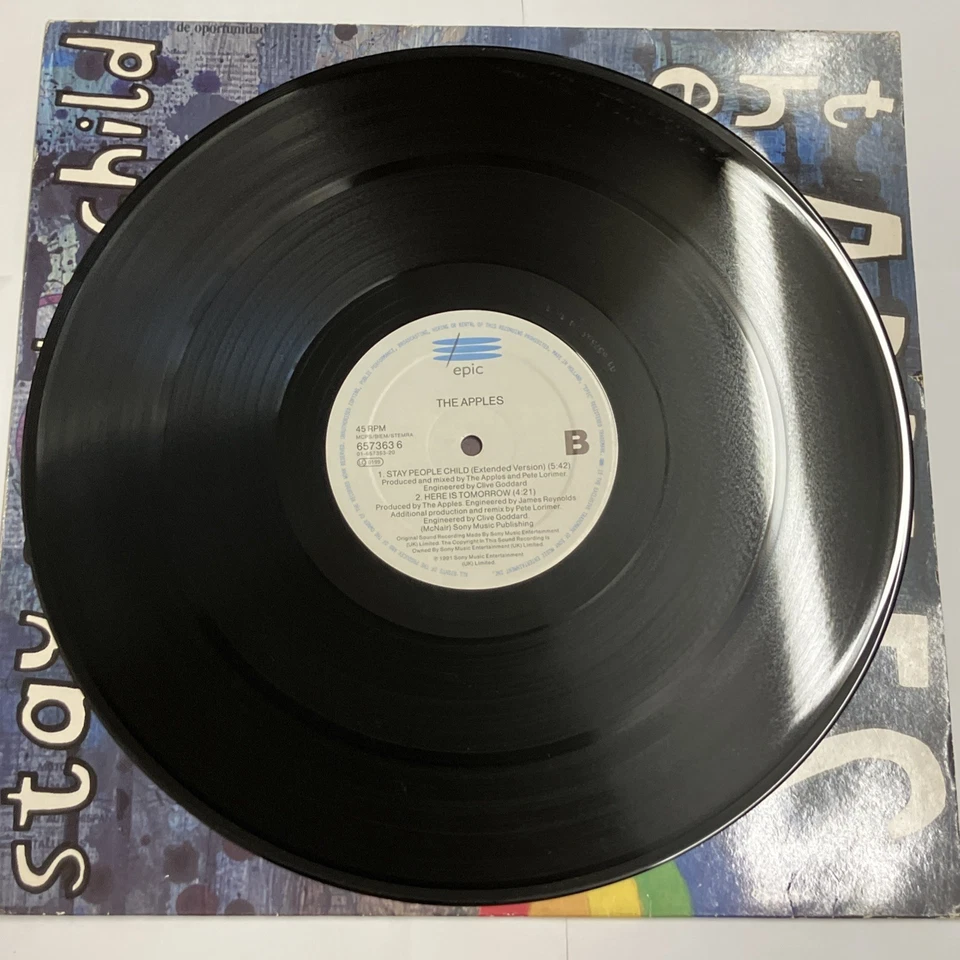 de oportunidad
stay
Child
the
epic
THE APPLES
45 RPM
MCPS/BIEM/STEMRA
657363 6
01-657363-20
B
1. STAY PEOPLE CHILD (Extended Version) (5:42)
Produced and mixed by The Apples and Pete Lorimer
Engineered by Clive Goddard
2. HERE IS TOMORROW (4:21)
Produced by The Apples. Engineered by James Reynolds
Additional production and remix by Pete Lorimer.
Engineered by Clive Goddard.
(McNair) Sony Music Publishing
Original Sound Recording Made By Sony Music Entertainment
(UK) Limited. The Copyright in This Sound Recording is
Owned By Sony Music Entertainment (UK) Limited.
℗ 1991 Sony Music Entertainment
(UK) Limited.